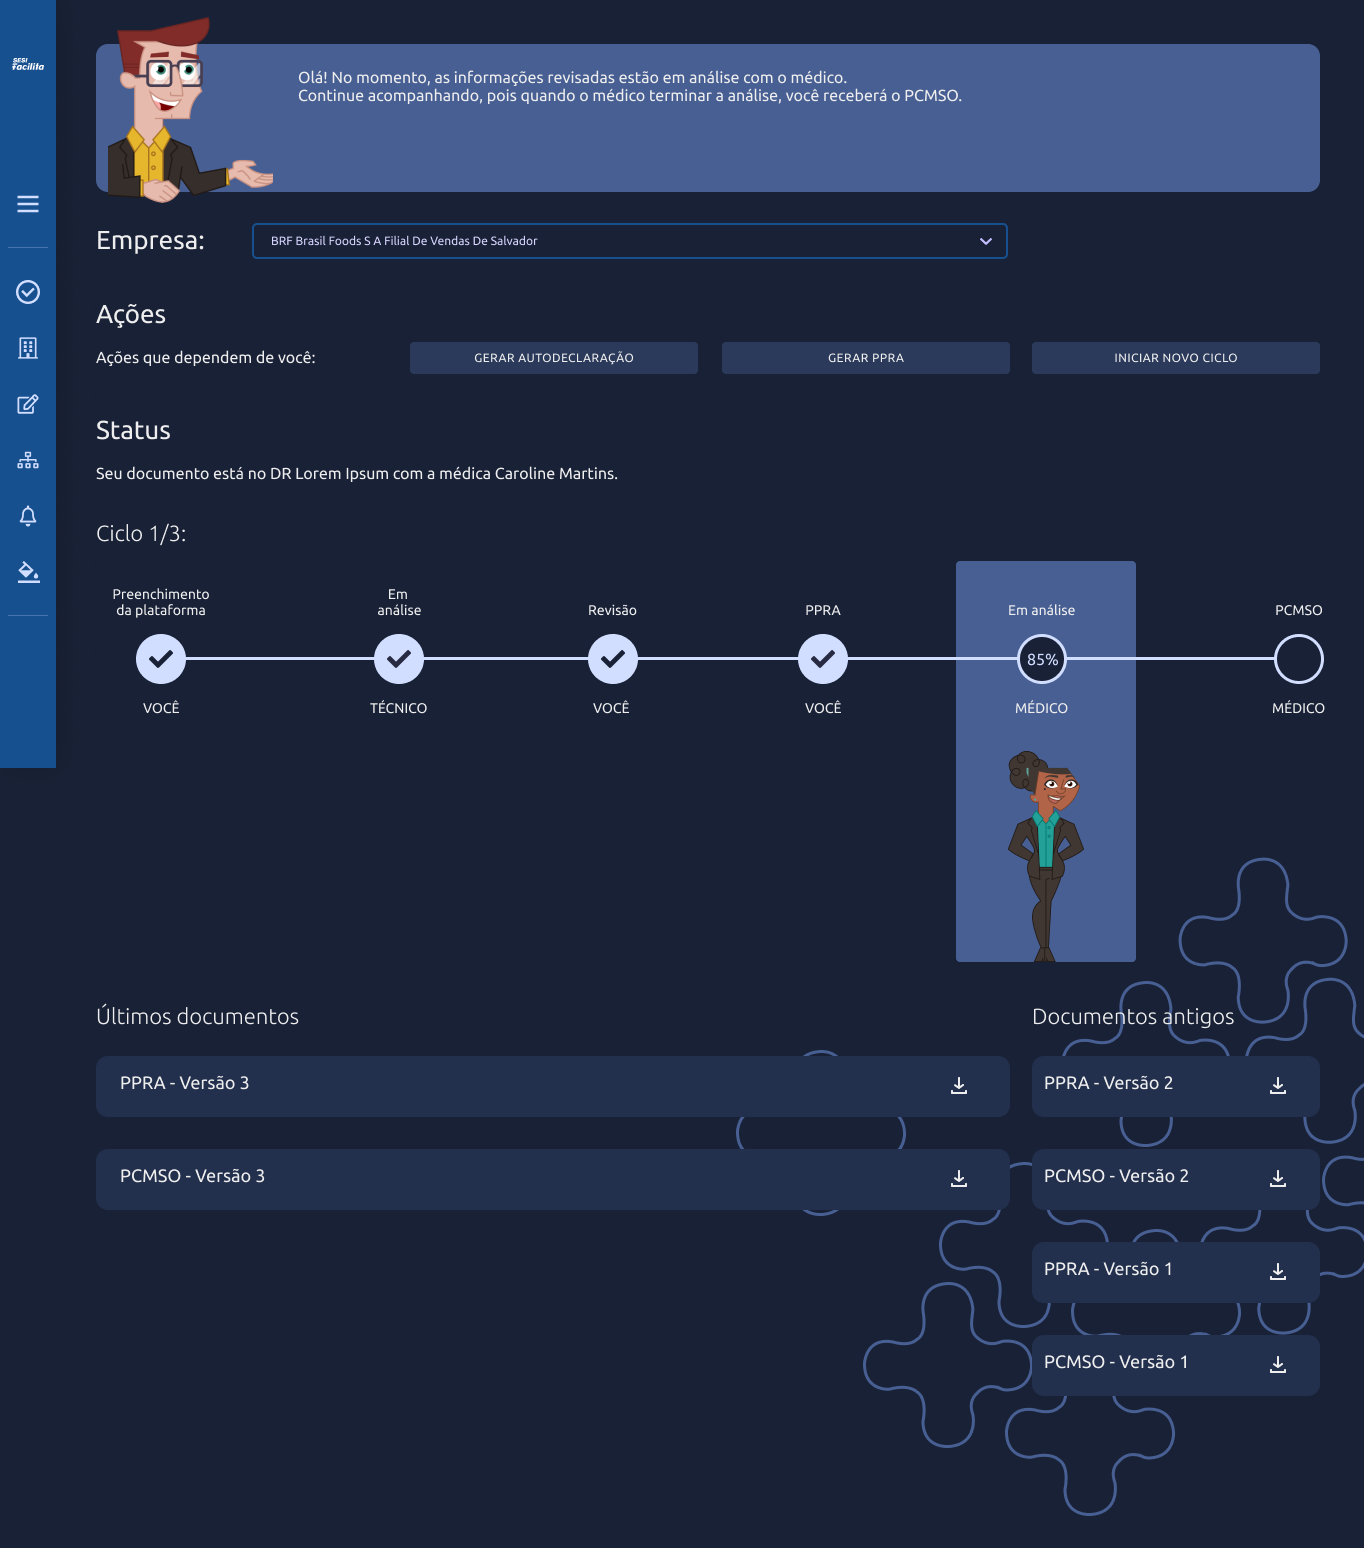 SESI
Facilita
Olá! No momento, as informações revisadas estão em análise com o médico.
Continue acompanhando, pois quando o médico terminar a análise, você receberá o PCMSO.
Empresa:
BRF Brasil Foods S A Filial De Vendas De Salvador
Ações
Ações que dependem de você:
GERAR AUTODECLARAÇÃO
GERAR PPRA
INICIAR NOVO CICLO
Status
Seu documento está no DR Lorem Ipsum com a médica Caroline Martins.
Ciclo 1/3:
Preenchimento
da plataforma
Em
análise
Revisão
PPRA
Em análise
PCMSO
85%
VOCÊ
TÉCNICO
VOCÊ
VOCÊ
MÉDICO
MÉDICO
Últimos documentos
PPRA - Versão 3
PCMSO - Versão 3
Documentos antigos
PPRA - Versão 2
PCMSO - Versão 2
PPRA - Versão 1
PCMSO - Versão 1